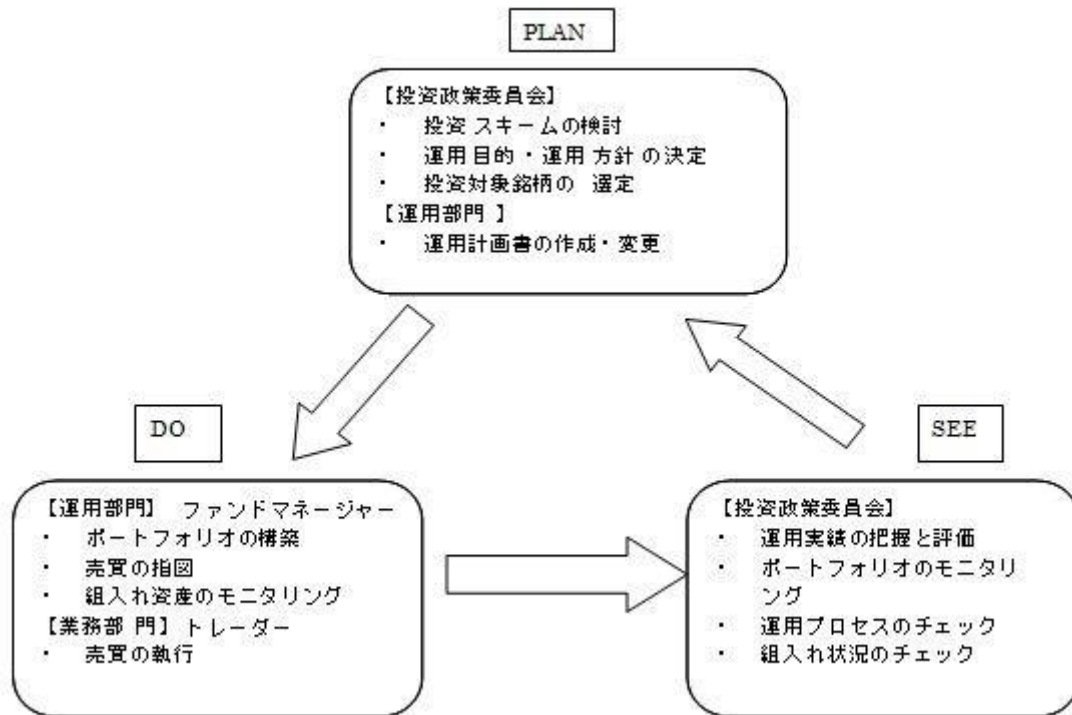 PLAN
【投資政策委員会】
・ 投資スキームの検討
・ 運用目的・運用方針の決定
・ 投資対象銘柄の選定
【運用部門】
・ 運用計画書の作成・変更
DO
【運用部門】 ファンドマネージャー
・ ポートフォリオの構築
・ 売買の指図
・ 組入れ資産のモニタリング
【業務部門】トレーダー
・ 売買の執行
SEE
【投資政策委員会】
・ 運用実績の把握と評価
・ ポートフォリオのモニタリ
ング
・ 運用プロセスのチェック
・ 組入れ状況のチェック